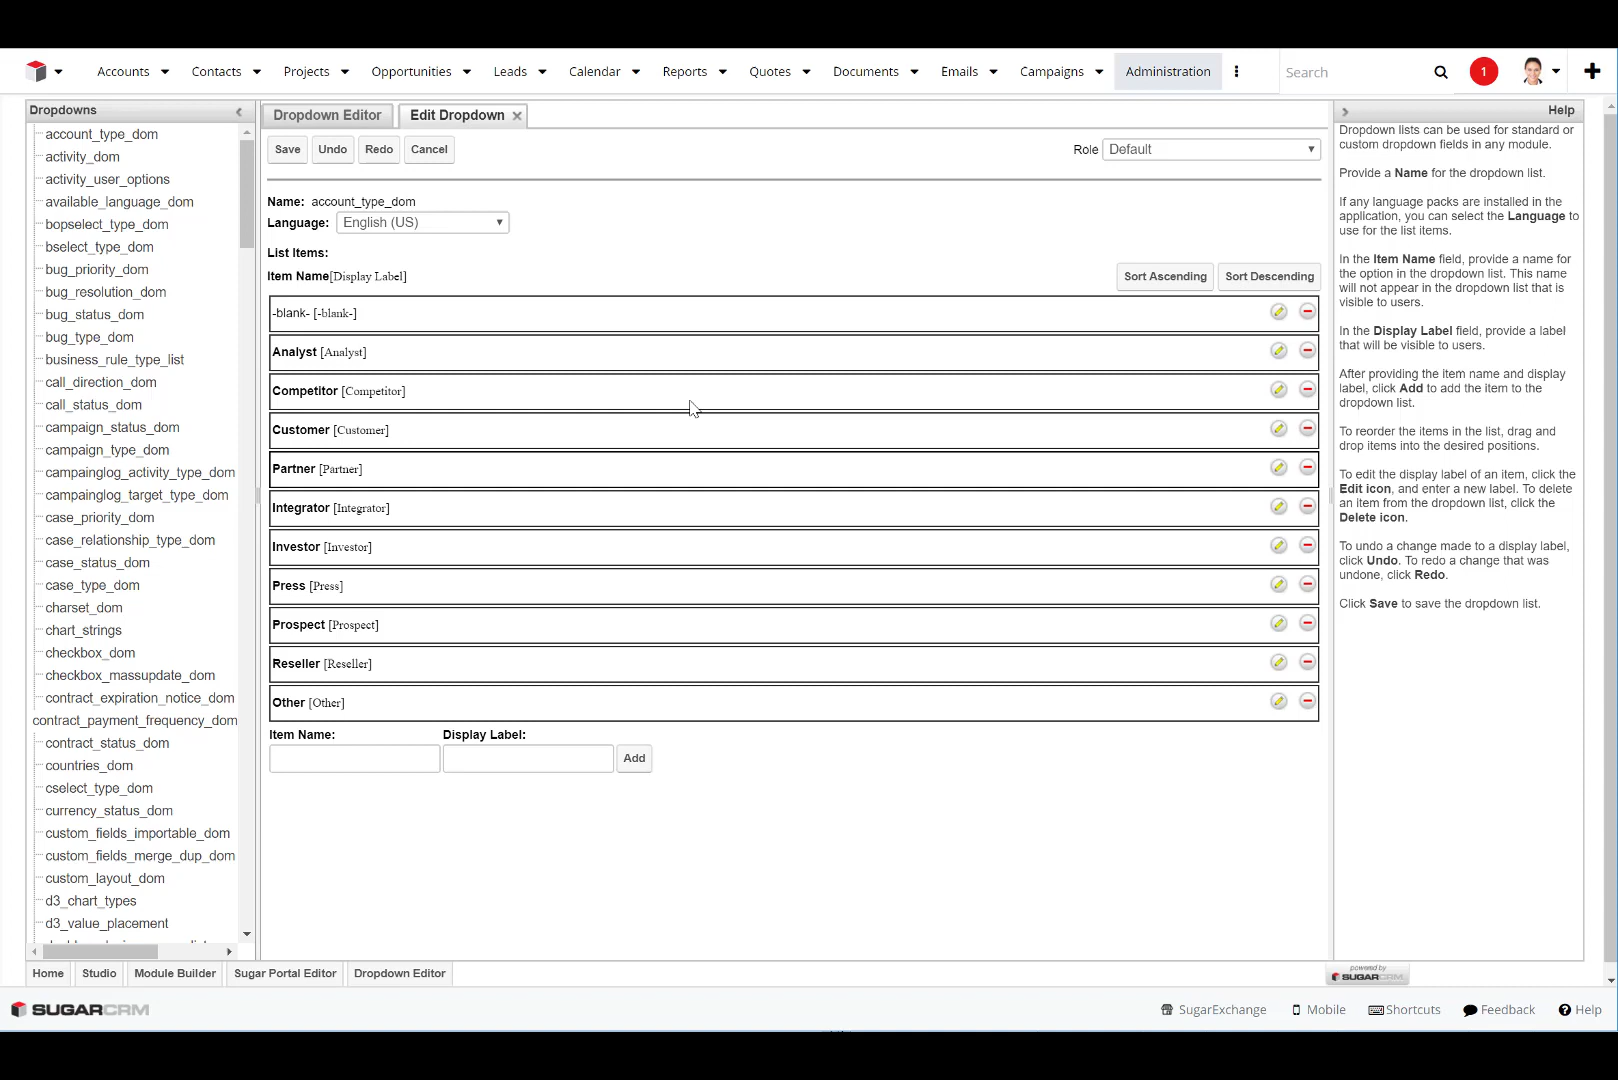 Accounts
Contacts
Projects
Opportunities
Leads
Calendar
Reports
Quotes
Documents
Emails
Campaigns
Administration
Search
1
Dropdowns
account_type_dom
activity_dom
activity_user_options
available_language_dom
bopselect_type_dom
bselect_type_dom
bug_priority_dom
bug_resolution_dom
bug_status_dom
bug_type_dom
business_rule_type_list
call_direction_dom
call_status_dom
campaign_status_dom
campaign_type_dom
campainglog_activity_type_dom
campainglog_target_type_dom
case_priority_dom
case_relationship_type_dom
case_status_dom
case_type_dom
charset_dom
chart_strings
checkbox_dom
checkbox_massupdate_dom
contract_expiration_notice_dom
contract_payment_frequency_dom
contract_status_dom
countries_dom
cselect_type_dom
currency_status_dom
custom_fields_importable_dom
custom_fields_merge_dup_dom
custom_layout_dom
d3_chart_types
d3_value_placement
Dropdown Editor
Edit Dropdown
Save
Undo
Redo
Cancel
Role
Default
Name: account_type_dom
Language: English (US)
List Items:
Item Name[Display Label]
Sort Ascending
Sort Descending
-blank- [-blank-]
Analyst [Analyst]
Competitor [Competitor]
Customer [Customer]
Partner [Partner]
Integrator [Integrator]
Investor [Investor]
Press [Press]
Prospect [Prospect]
Reseller [Reseller]
Other [Other]
Item Name:
Display Label:
Add
Help
Dropdown lists can be used for standard or
custom dropdown fields in any module.
Provide a Name for the dropdown list.
If any language packs are installed in the
application, you can select the Language to
use for the list items.
In the Item Name field, provide a name for
the option in the dropdown list. This name
will not appear in the dropdown list that is
visible to users.
In the Display Label field, provide a label
that will be visible to users.
After providing the item name and display
label, click Add to add the item to the
dropdown list.
To reorder the items in the list, drag and
drop items into the desired positions.
To edit the display label of an item, click the
Edit icon, and enter a new label. To delete
an item from the dropdown list, click the
Delete icon.
To undo a change made to a display label,
click Undo. To redo a change that was
undone, click Redo.
Click Save to save the dropdown list.
Home
Studio
Module Builder
Sugar Portal Editor
Dropdown Editor
powered by
SUGARCRM
SUGARCRM
SugarExchange
Mobile
Shortcuts
Feedback
Help